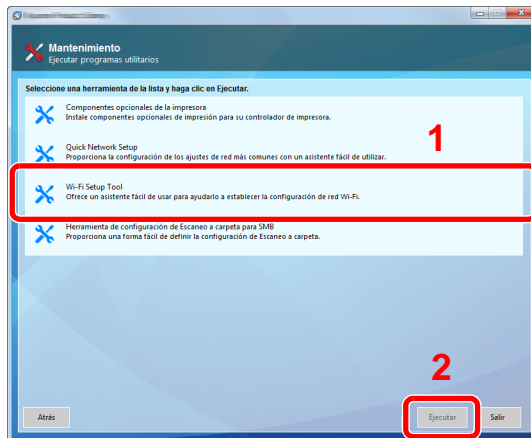 Mantenimiento
Ejecutar programas utilitarios
Seleccione una herramienta de la lista y haga clic en Ejecutar.
Componentes opcionales de la impresora
Instale componentes opcionales de impresión para su controlador de impresora.
1
Quick Network Setup
Proporciona la configuración de los ajustes de red más comunes con un asistente fácil de utilizar.
Wi-Fi Setup Tool
Ofrece un asistente fácil de usar para ayudarlo a establecer la configuración de red Wi-Fi.
Herramienta de configuración de Escaneo a carpeta para SMB
Proporciona una forma fácil de definir la configuración de Escaneo a carpeta.
2
Atrás
Ejecutar
Salir